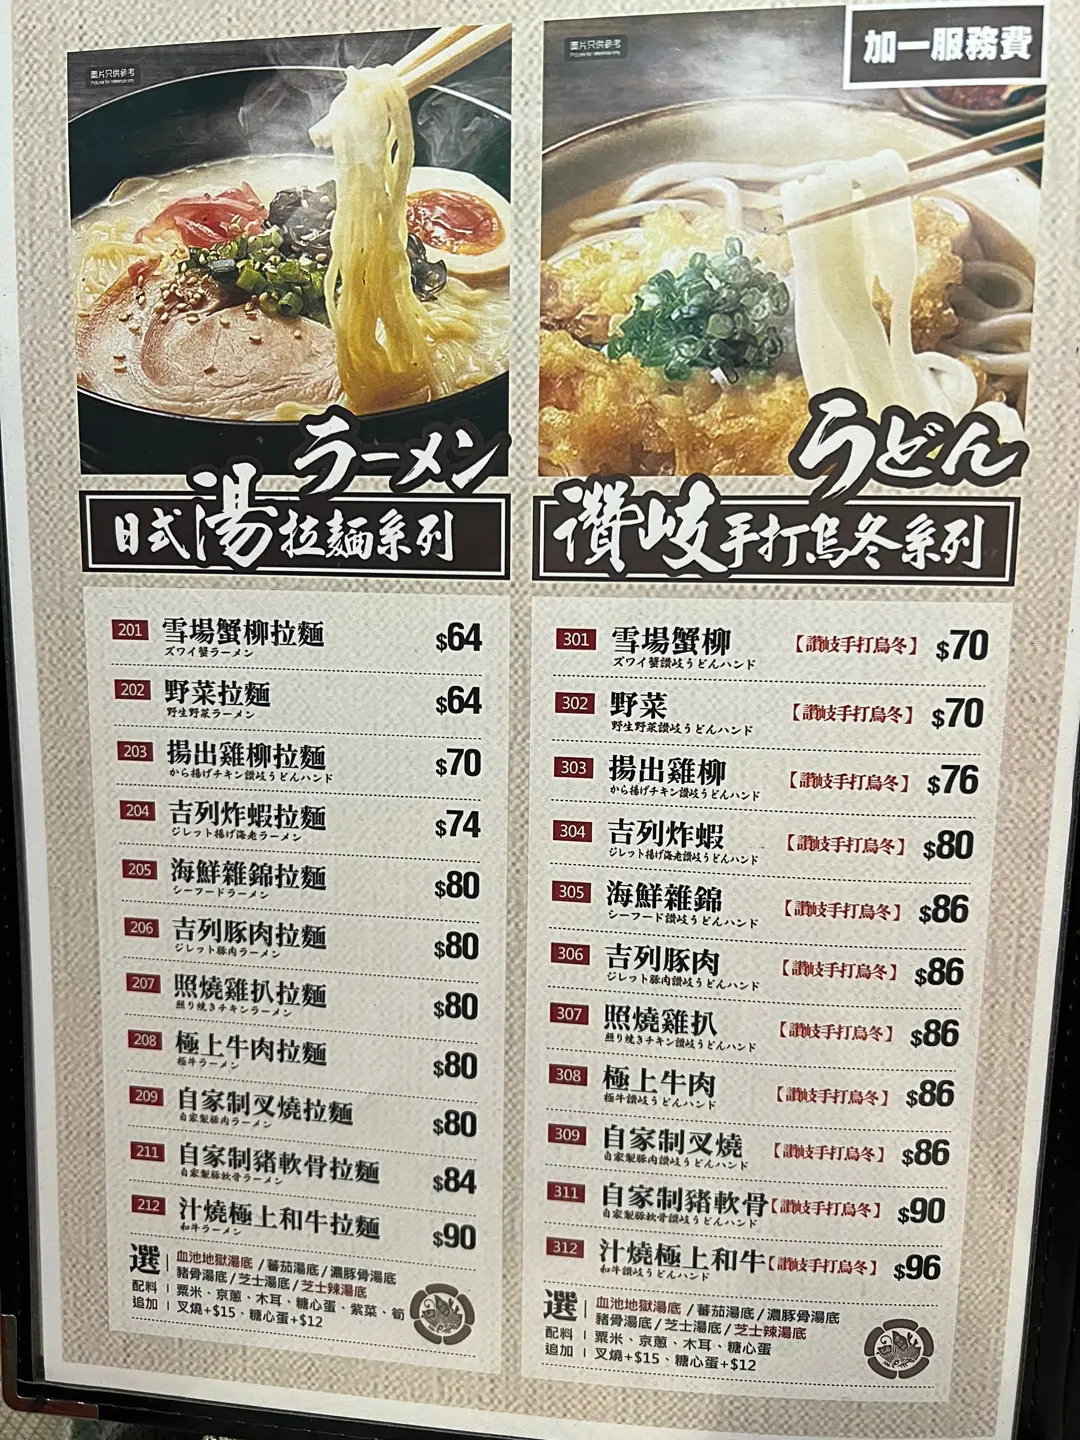 圖片只供參考
Pictures for reference only
圖片只供參考
Pictures for reference only
加一服務費
ラーメン
日式湯拉麵系列
201 雪場蟹柳拉麵 $64
ズワイ蟹ラーメン
202 野菜拉麵 $64
野生野菜ラーメン
203 揚出雞柳拉麵 $70
から揚げチキン讃岐うどんハンド
204 吉列炸蝦拉麵 $74
ジレット揚げ海老ラーメン
205 海鮮雜錦拉麵 $80
シーフードラーメン
206 吉列豚肉拉麵 $80
ジレット豚肉ラーメン
207 照燒雞扒拉麵 $80
照り焼きチキンラーメン
208 極上牛肉拉麵 $80
極牛ラーメン
209 自家制叉燒拉麵 $80
自家製豚肉ラーメン
211 自家制豬軟骨拉麵 $84
自家製豚軟骨ラーメン
212 汁燒極上和牛拉麵 $90
和牛ラーメン
選 | 血池地獄湯底 / 蕃茄湯底 / 濃豚骨湯底
豬骨湯底 / 芝士湯底 / 芝士辣湯底
配料 | 粟米、京蔥、木耳、糖心蛋、紫菜、筍
追加 | 叉燒+$15、糖心蛋+$12
うどん
讚岐手打烏冬系列
301 雪場蟹柳 【讚岐手打烏冬】 $70
ズワイ蟹讃岐うどんハンド
302 野菜 【讚岐手打烏冬】 $70
野生野菜讃岐うどんハンド
303 揚出雞柳 【讚岐手打烏冬】 $76
から揚げチキン讃岐うどんハンド
304 吉列炸蝦 【讚岐手打烏冬】 $80
ジレット揚げ海老讃岐うどんハンド
305 海鮮雜錦 【讚岐手打烏冬】 $86
シーフード讃岐うどんハンド
306 吉列豚肉 【讚岐手打烏冬】 $86
ジレット豚肉讃岐うどんハンド
307 照燒雞扒 【讚岐手打烏冬】 $86
照り焼きチキン讃岐うどんハンド
308 極上牛肉 【讚岐手打烏冬】 $86
極牛讃岐うどんハンド
309 自家制叉燒 【讚岐手打烏冬】 $86
自家製豚肉讃岐うどんハンド
311 自家制豬軟骨【讚岐手打烏冬】 $90
自家製豚軟骨讃岐うどんハンド
312 汁燒極上和牛【讚岐手打烏冬】 $96
和牛讃岐うどんハンド
選 | 血池地獄湯底 / 蕃茄湯底 / 濃豚骨湯底
豬骨湯底 / 芝士湯底 / 芝士辣湯底
配料 | 粟米、京蔥、木耳、糖心蛋
追加 | 叉燒+$15、糖心蛋+$12